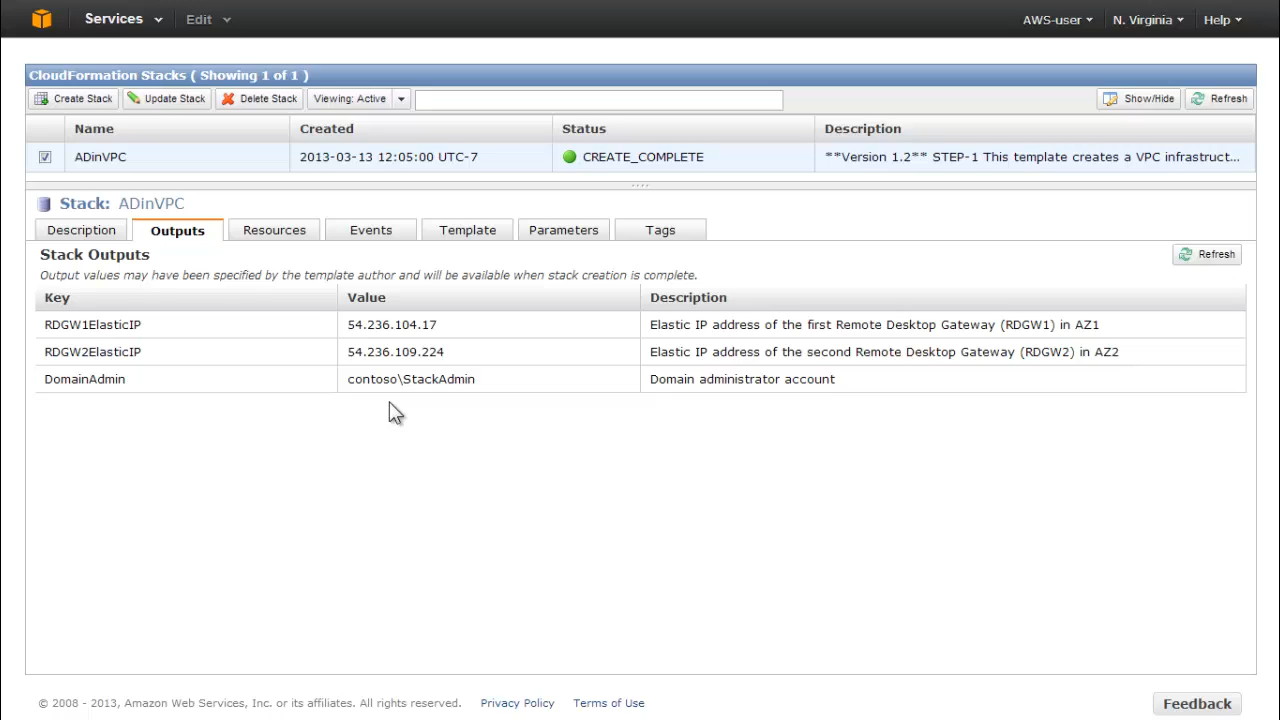 Services Edit AWS-user N. Virginia Help
CloudFormation Stacks ( Showing 1 of 1 )
Create Stack Update Stack Delete Stack Viewing: Active Show/Hide Refresh
Name Created Status Description
ADinVPC 2013-03-13 12:05:00 UTC-7 CREATE_COMPLETE **Version 1.2** STEP-1 This template creates a VPC infrastruct...
Stack: ADinVPC
Description Outputs Resources Events Template Parameters Tags
Stack Outputs Refresh
Output values may have been specified by the template author and will be available when stack creation is complete.
Key Value Description
RDGW1ElasticIP 54.236.104.17 Elastic IP address of the first Remote Desktop Gateway (RDGW1) in AZ1
RDGW2ElasticIP 54.236.109.224 Elastic IP address of the second Remote Desktop Gateway (RDGW2) in AZ2
DomainAdmin contoso\StackAdmin Domain administrator account
© 2008 - 2013, Amazon Web Services, Inc. or its affiliates. All rights reserved. Privacy Policy Terms of Use Feedback